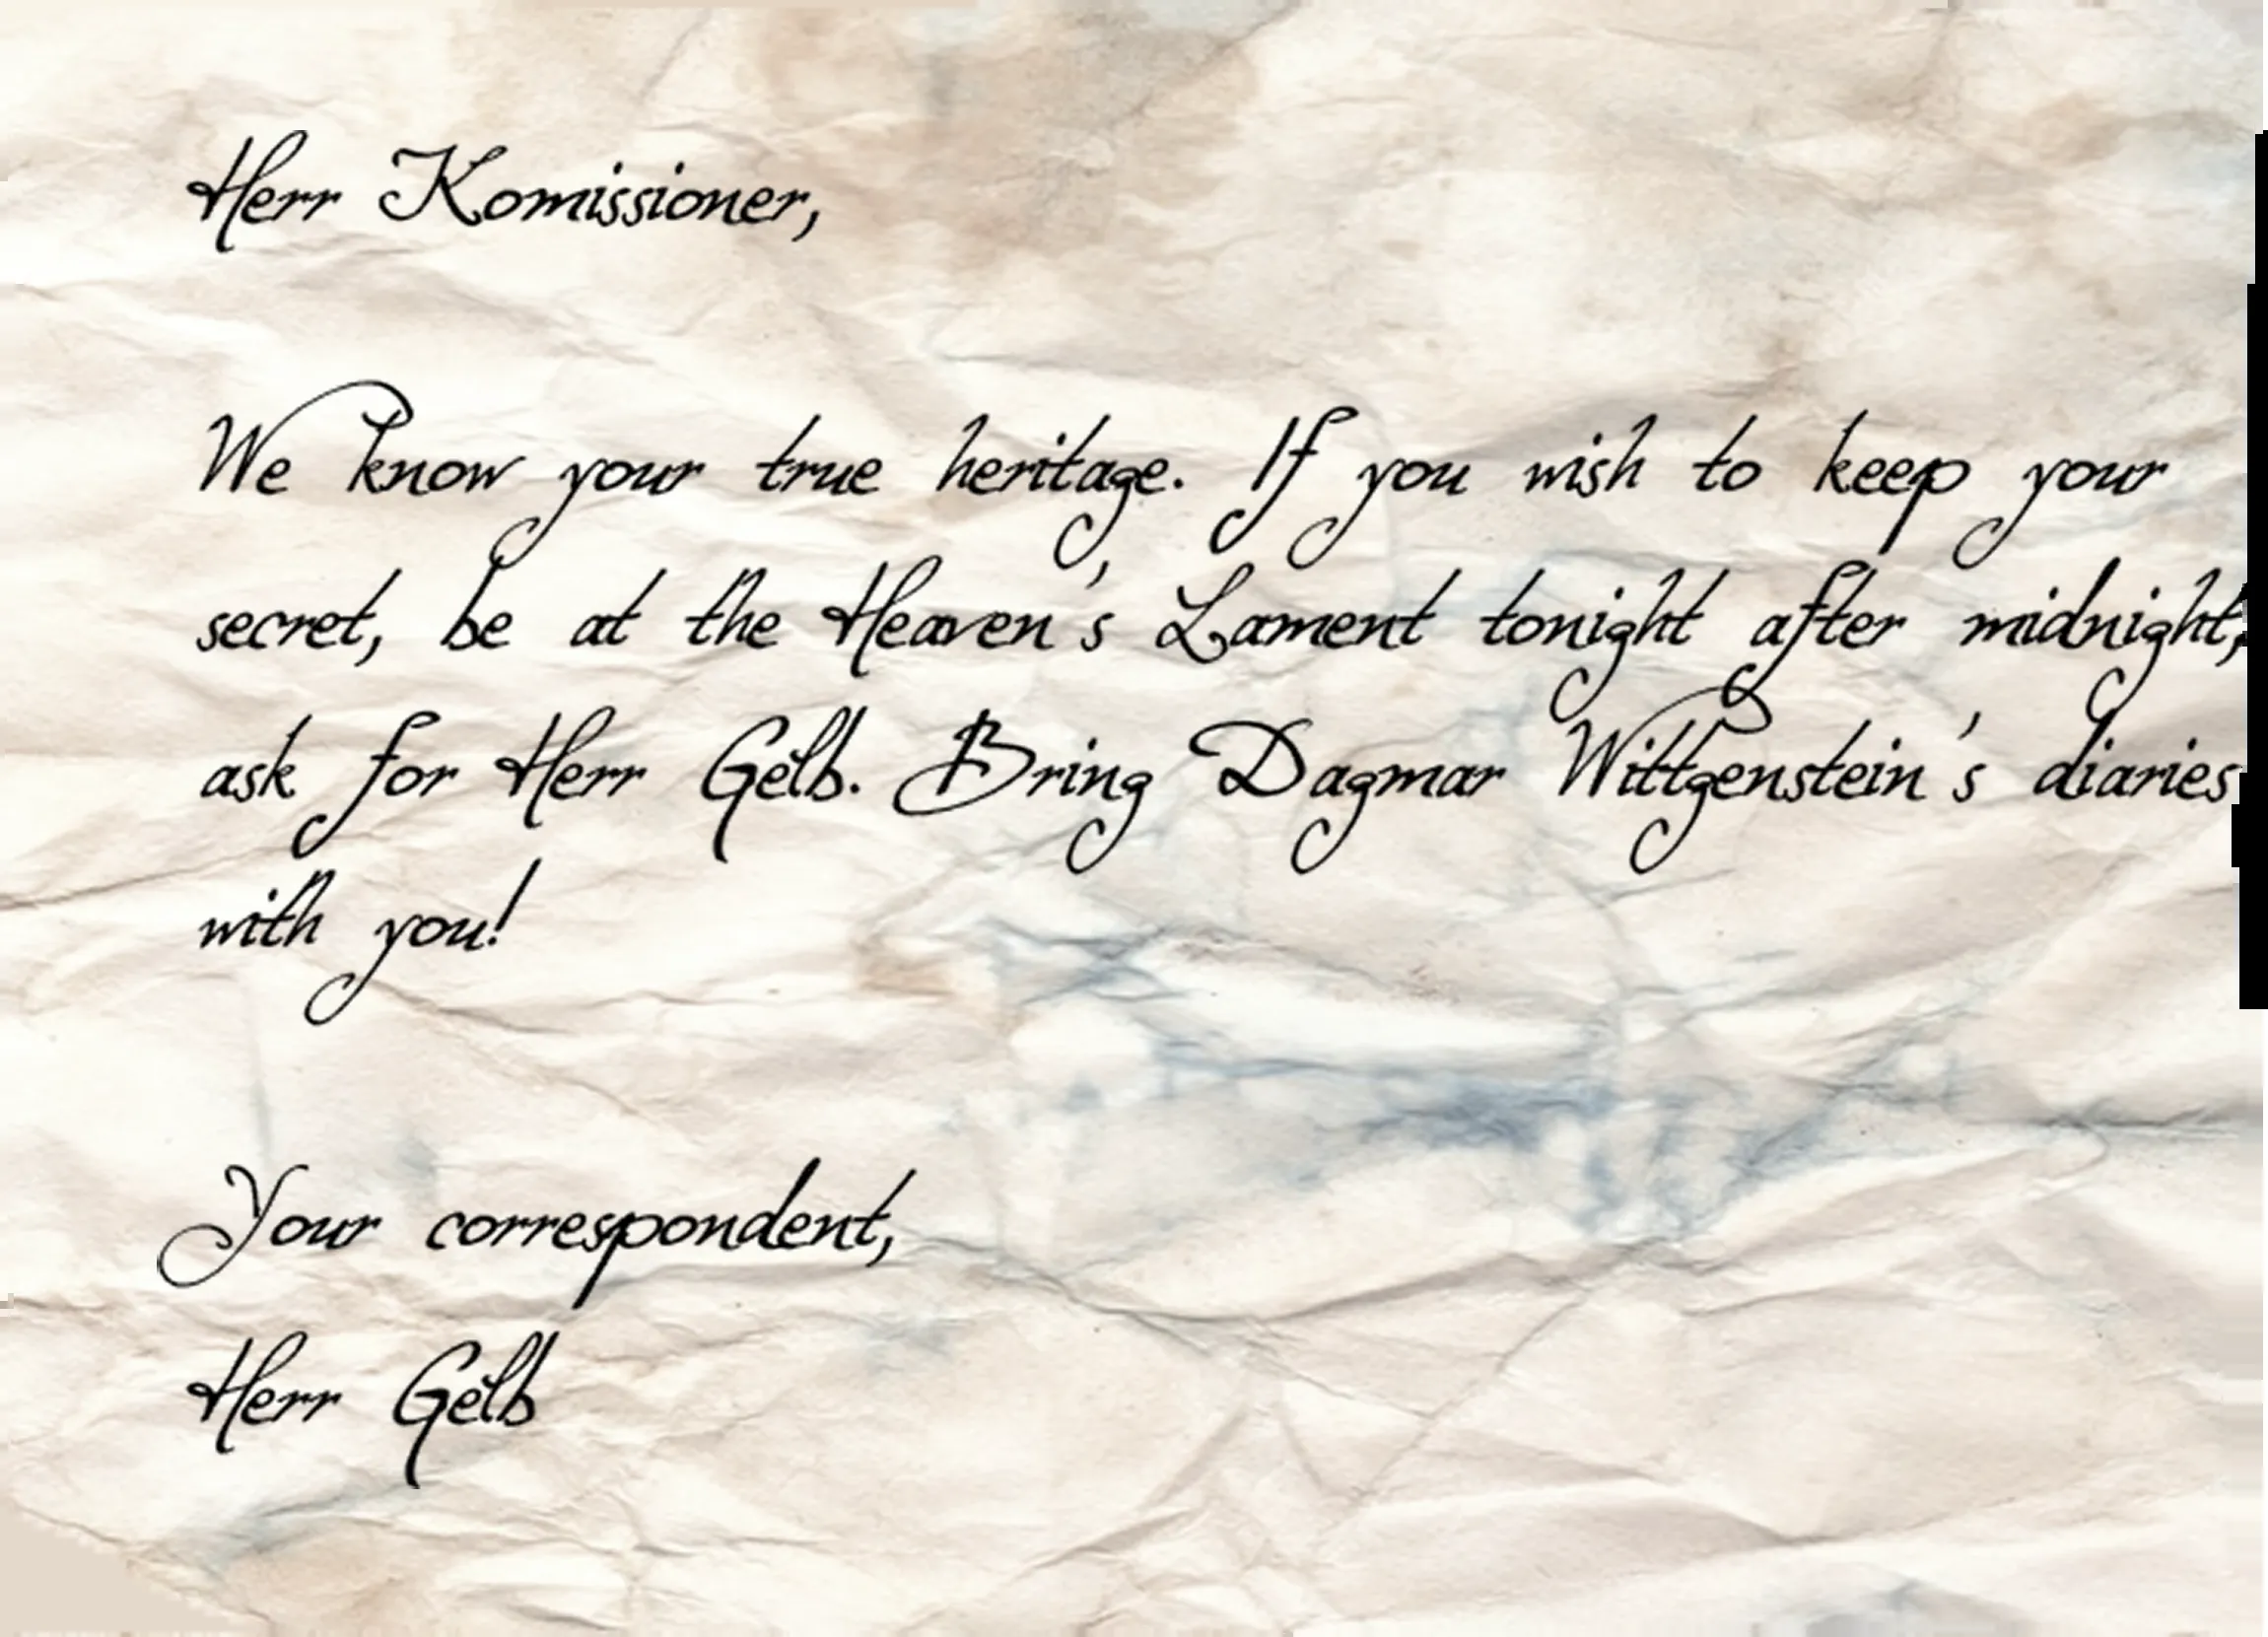 Herr Komissioner,
We know your true heritage. If you wish to keep your
secret, be at the Heaven's Lament tonight after midnight,
ask for Herr Gelb. Bring Dagmar Wittgenstein's diaries
with you!
Your correspondent,
Herr Gelb